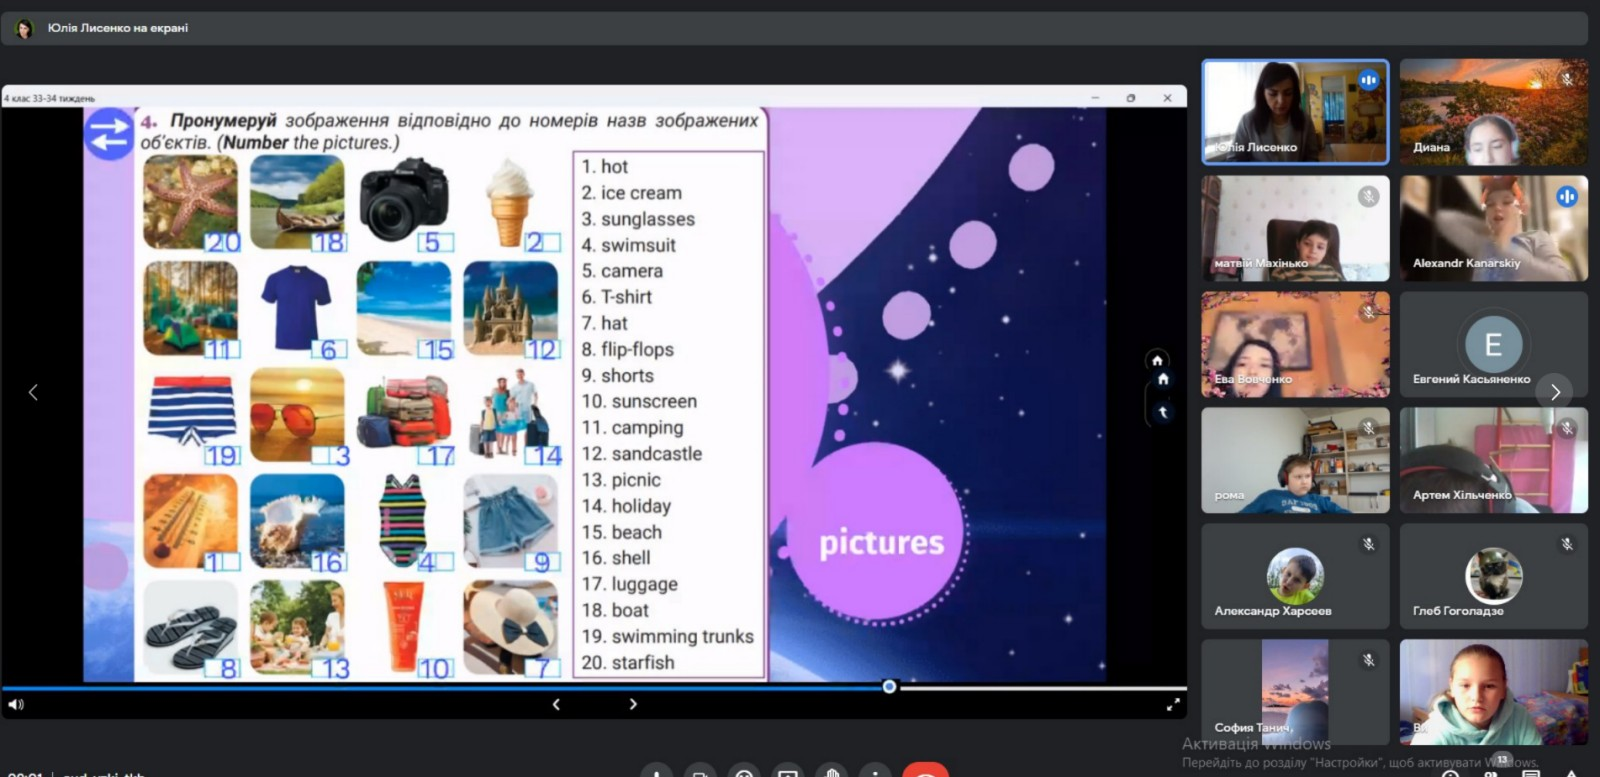 Юлія Лисенко на екрані
4 клас 33-34 тиждень
4. Пронумеруй зображення відповідно до номерів назв зображених
об'єктів. (Number the pictures.)
20 18 5 2
11 6 15 12
19 3 17 14
1 16 4 9
8 13 10 7
1. hot
2. ice cream
3. sunglasses
4. swimsuit
5. camera
6. T-shirt
7. hat
8. flip-flops
9. shorts
10. sunscreen
11. camping
12. sandcastle
13. picnic
14. holiday
15. beach
16. shell
17. luggage
18. boat
19. swimming trunks
20. starfish
pictures
Юлія Лисенко
Диана
матвій Махінько
Alexandr Kanarskiy
Ева Вовченко
E
Евгений Касьяненко
рома
Артем Хільченко
Александр Харсеев
Глеб Гоголадзе
София Танич
Активація Windows
Перейдіть до розділу "Настройки", щоб активувати Windows.
13